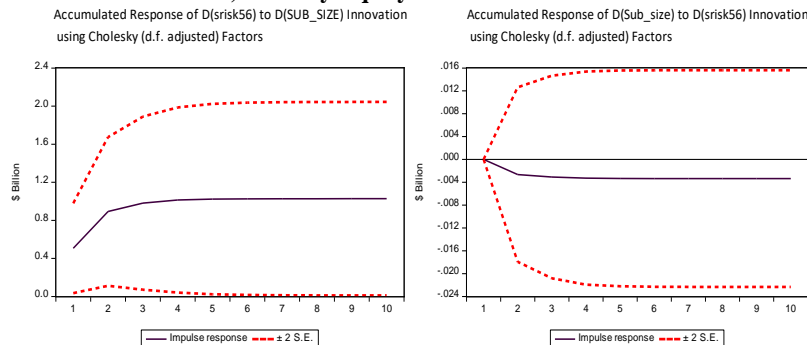 Accumulated Response of D(srisk56) to D(SUB_SIZE) Innovation
using Cholesky (d.f. adjusted) Factors
2.4
2.0
1.6
1.2
0.8
0.4
0.0
$ Billion
1 2 3 4 5 6 7 8 9 10
Impulse response ± 2 S.E.
Accumulated Response of D(Sub_size) to D(srisk56) Innovation
using Cholesky (d.f. adjusted) Factors
.016
.012
.008
.004
.000
-.004
-.008
-.012
-.016
-.020
-.024
$ Billion
1 2 3 4 5 6 7 8 9 10
Impulse response ± 2 S.E.